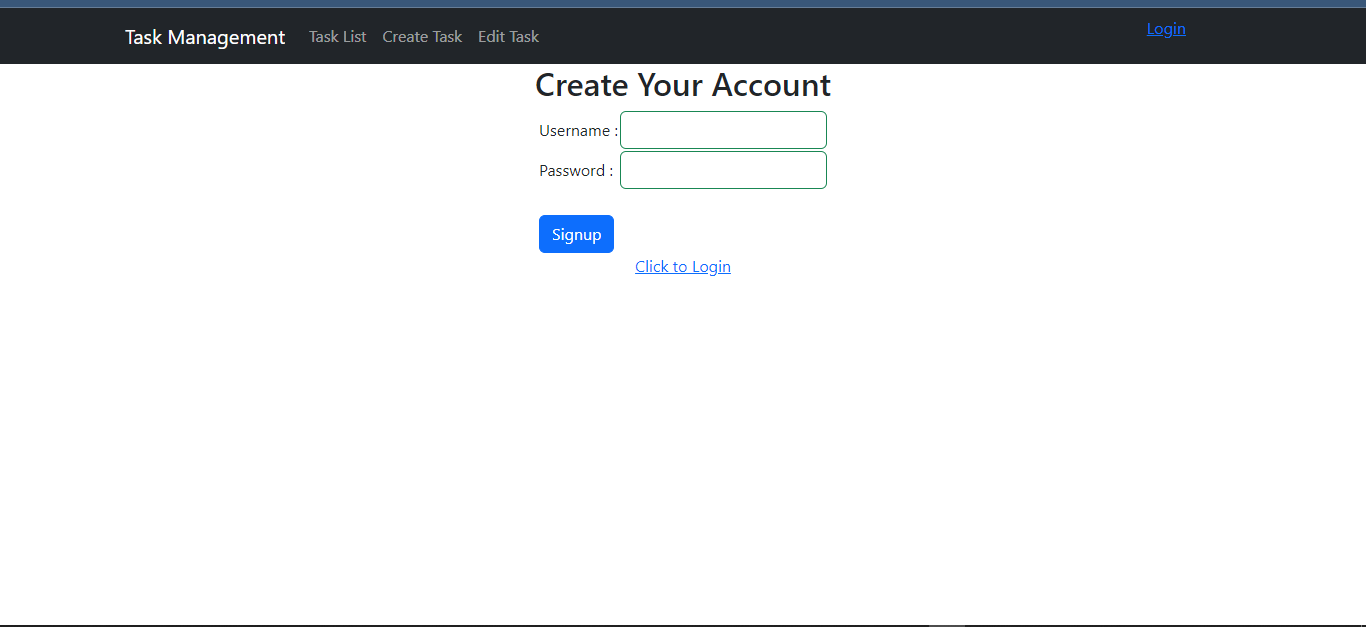 Task Management Task List Create Task Edit Task Login
Create Your Account
Username :
Password :
Signup
Click to Login